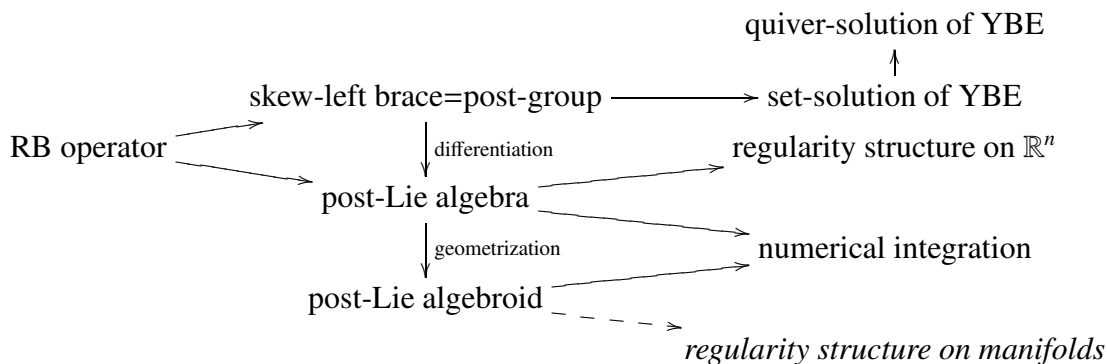 quiver-solution of YBE
skew-left brace=post-group
set-solution of YBE
RB operator
differentiation
regularity structure on ℝⁿ
post-Lie algebra
geometrization
numerical integration
post-Lie algebroid
regularity structure on manifolds